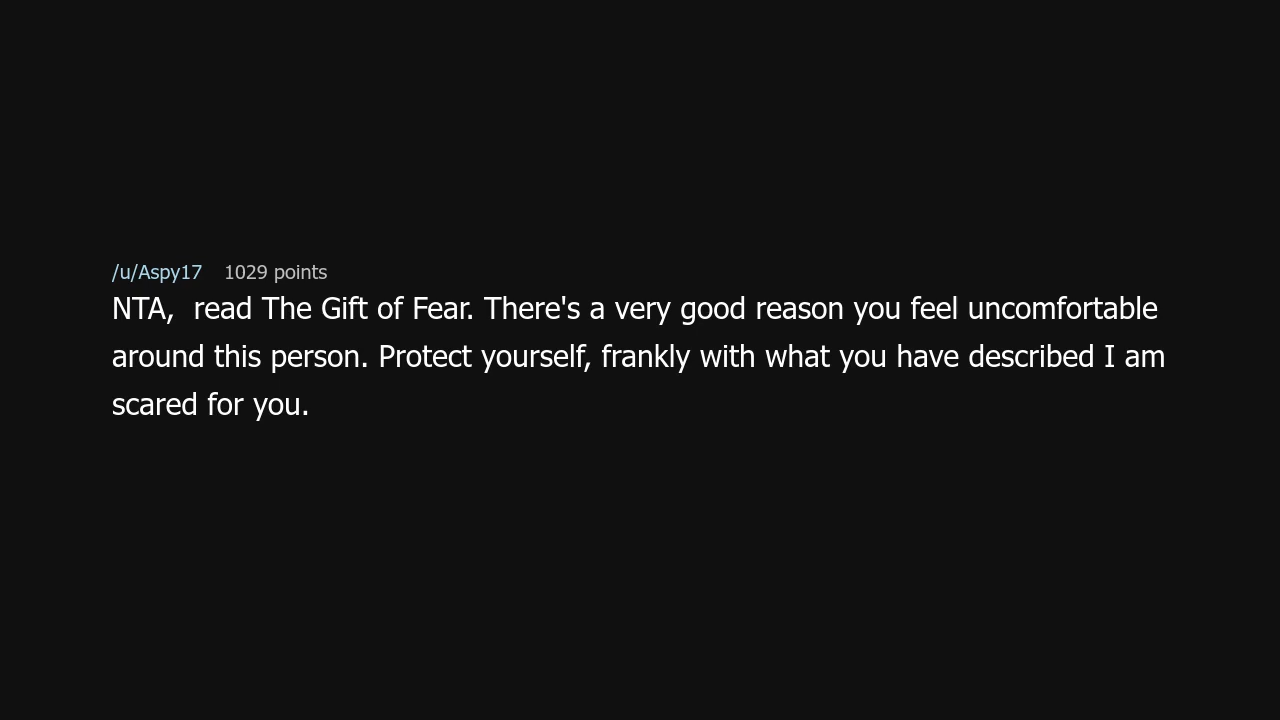 /u/Aspy17 1029 points
NTA,  read The Gift of Fear. There's a very good reason you feel uncomfortable
around this person. Protect yourself, frankly with what you have described I am
scared for you.